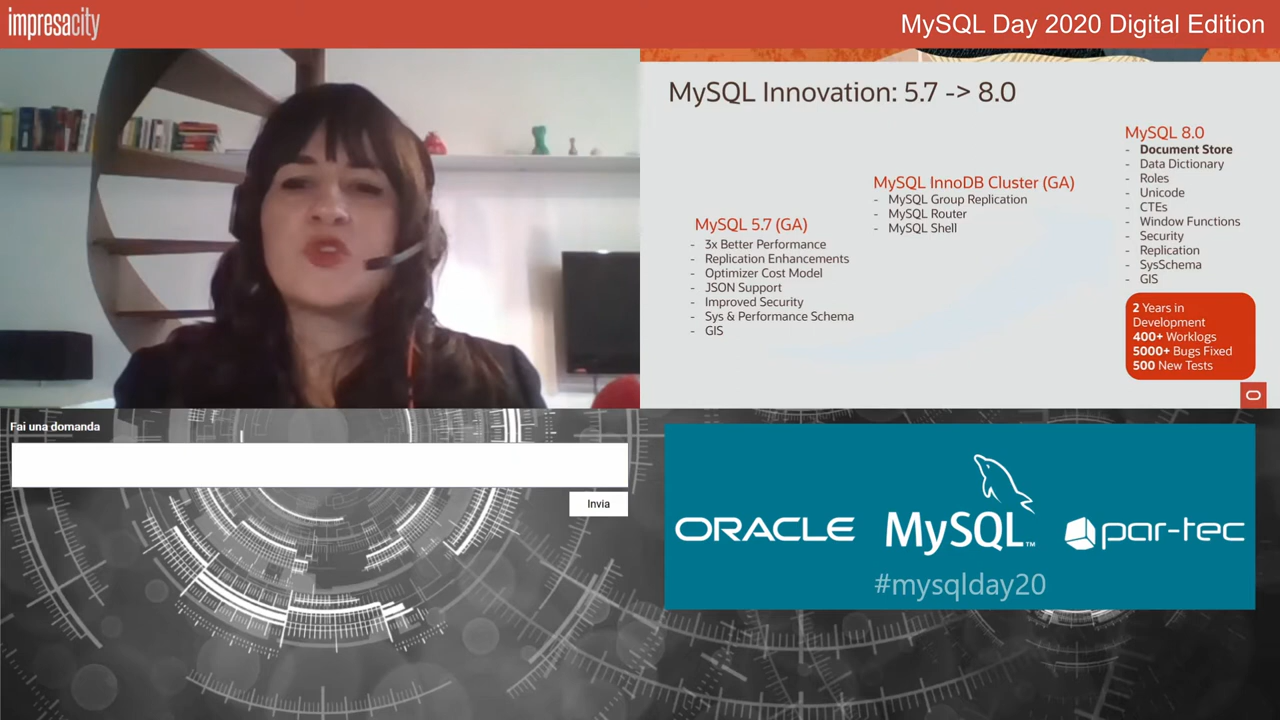 impresacity
MySQL Day 2020 Digital Edition
MySQL Innovation: 5.7 -> 8.0
MySQL 5.7 (GA)
- 3x Better Performance
- Replication Enhancements
- Optimizer Cost Model
- JSON Support
- Improved Security
- Sys & Performance Schema
- GIS
MySQL InnoDB Cluster (GA)
- MySQL Group Replication
- MySQL Router
- MySQL Shell
MySQL 8.0
- Document Store
- Data Dictionary
- Roles
- Unicode
- CTEs
- Window Functions
- Security
- Replication
- SysSchema
- GIS
2 Years in
Development
400+ Worklogs
5000+ Bugs Fixed
500 New Tests
Fai una domanda
Invia
ORACLE
MySQL™
par-tec
#mysqlday20